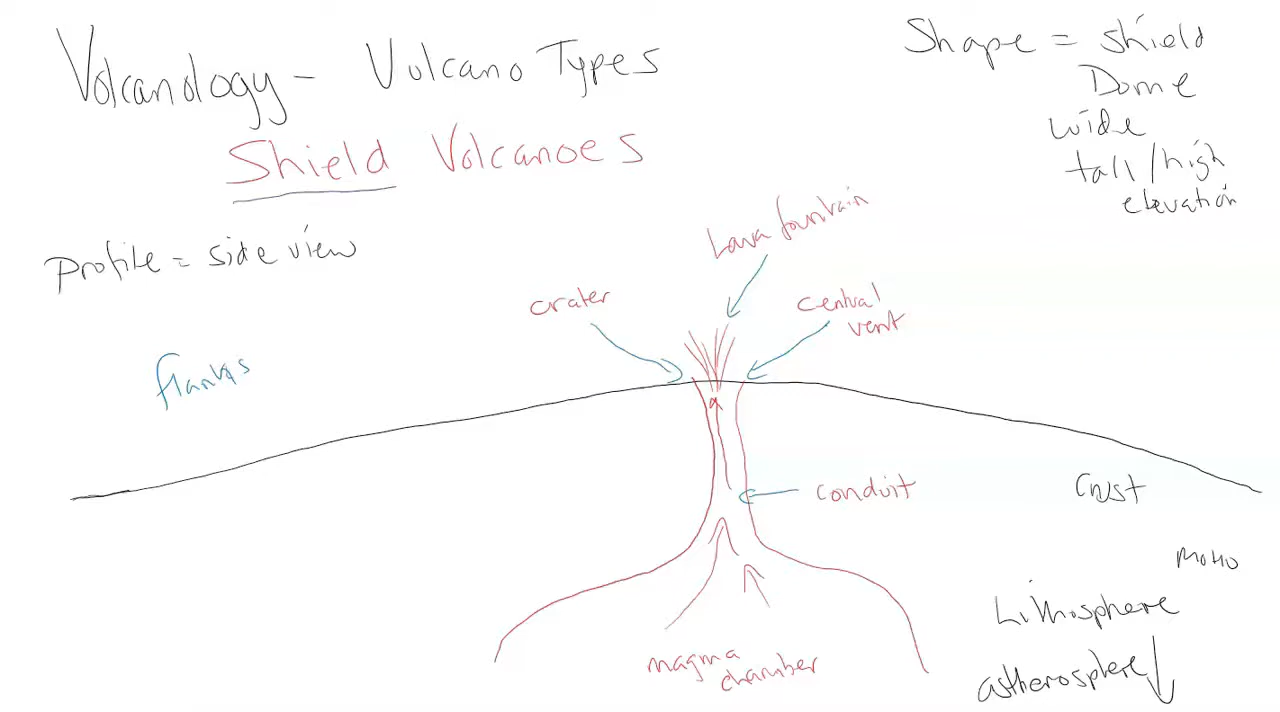 Volcanology - Volcano Types
Shield Volcanoes
Shape = shield
Dome
wide
tall/high
elevation
Profile = side view
Lava fountain
crater
central
vent
flanks
conduit
Crust
MOHO
Lithosphere
magma
chamber
asthenosphere